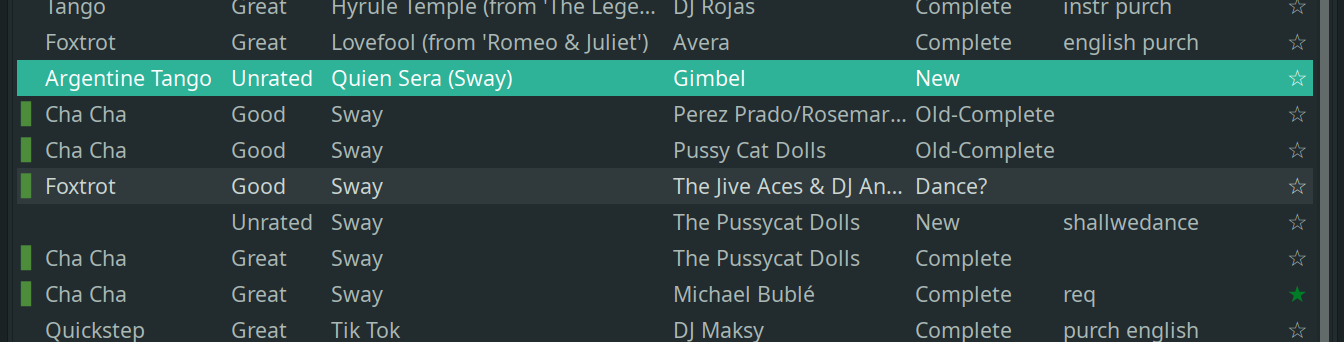 Tango Great Hyrule Temple (from 'The Lege... DJ Rojas Complete instr purch ☆
Foxtrot Great Lovefool (from 'Romeo & Juliet') Avera Complete english purch ☆
Argentine Tango Unrated Quien Sera (Sway) Gimbel New ☆
Cha Cha Good Sway Perez Prado/Rosemar... Old-Complete ☆
Cha Cha Good Sway Pussy Cat Dolls Old-Complete ☆
Foxtrot Good Sway The Jive Aces & DJ An... Dance? ☆
Unrated Sway The Pussycat Dolls New shallwedance ☆
Cha Cha Great Sway The Pussycat Dolls Complete ☆
Cha Cha Great Sway Michael Bublé Complete req ★
Quickstep Great Tik Tok DJ Maksy Complete purch english ☆